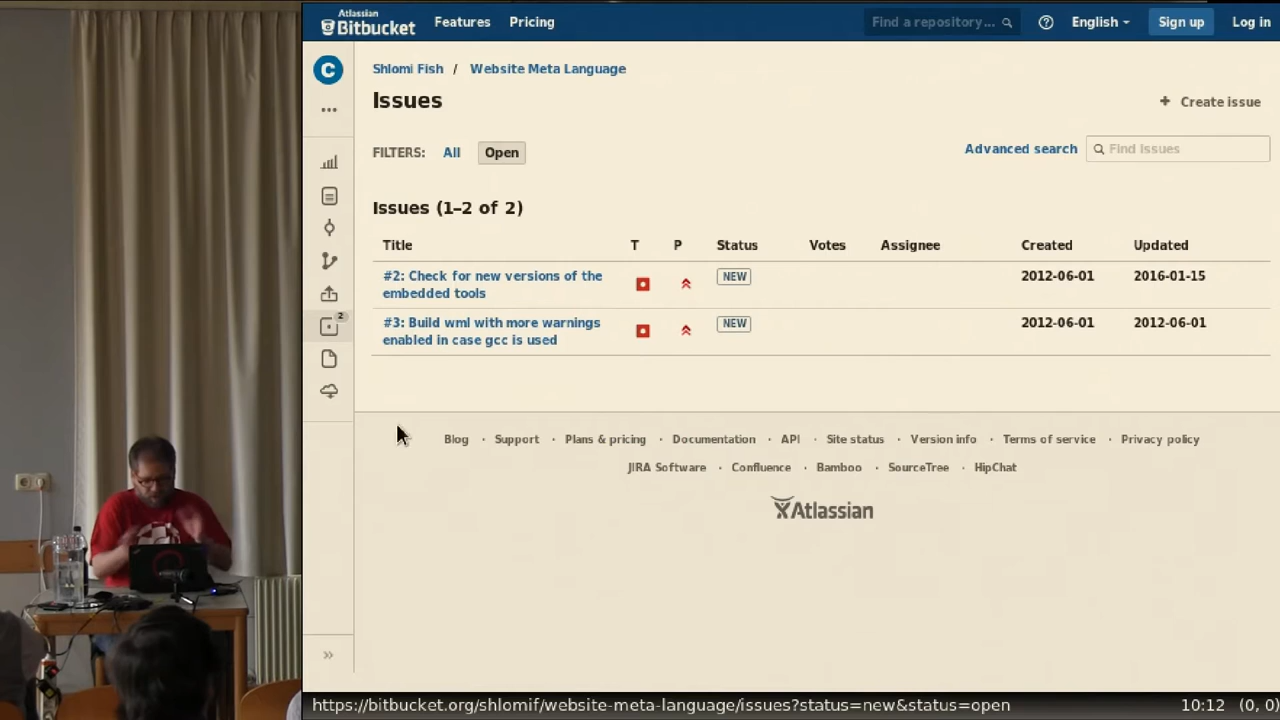 Atlassian
Bitbucket Features Pricing Find a repository... English Sign up Log in
C
Shlomi Fish / Website Meta Language
Issues
+ Create issue
FILTERS: All Open
Advanced search Find issues
Issues (1–2 of 2)
Title T P Status Votes Assignee Created Updated
#2: Check for new versions of the NEW 2012-06-01 2016-01-15
embedded tools
2
#3: Build wml with more warnings NEW 2012-06-01 2012-06-01
enabled in case gcc is used
Blog · Support · Plans & pricing · Documentation · API · Site status · Version info · Terms of service · Privacy policy
JIRA Software · Confluence · Bamboo · SourceTree · HipChat
Atlassian
https://bitbucket.org/shlomif/website-meta-language/issues?status=new&status=open 10:12 (0, 0)